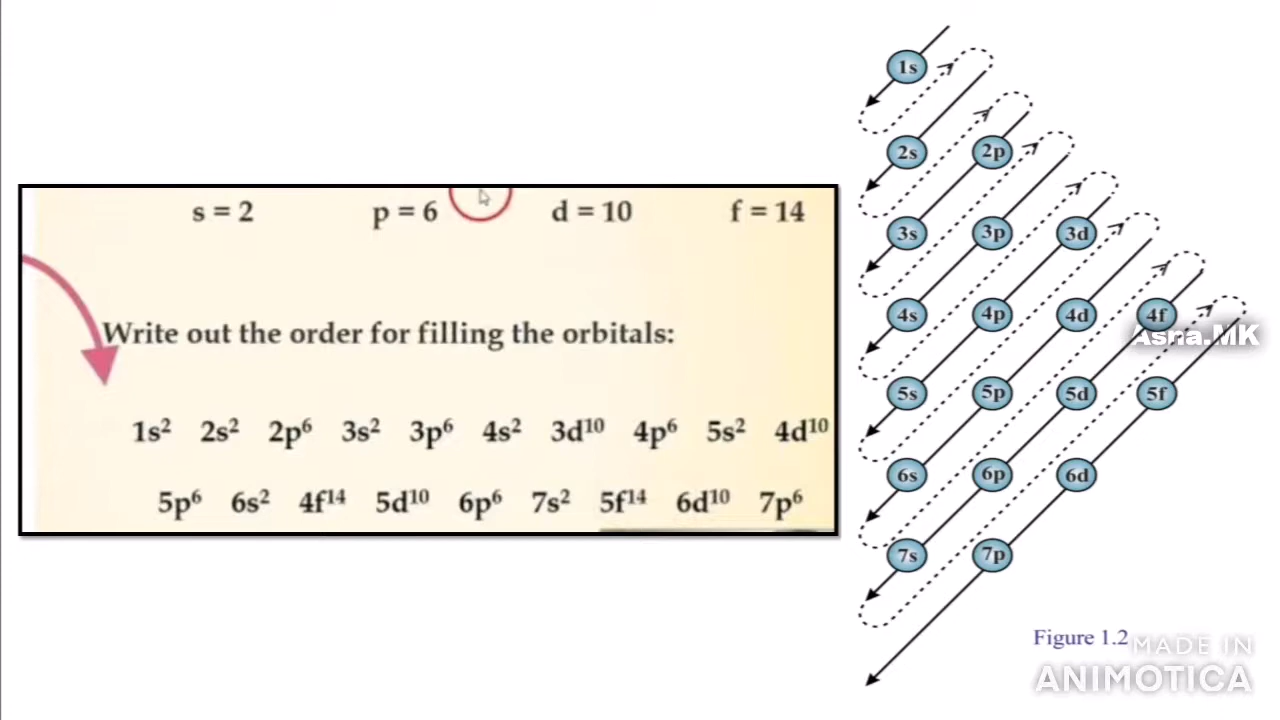 s = 2 p = 6 d = 10 f = 14
Write out the order for filling the orbitals:
1s² 2s² 2p⁶ 3s² 3p⁶ 4s² 3d¹⁰ 4p⁶ 5s² 4d¹⁰
5p⁶ 6s² 4f¹⁴ 5d¹⁰ 6p⁶ 7s² 5f¹⁴ 6d¹⁰ 7p⁶
1s
2s 2p
3s 3p 3d
4s 4p 4d 4f
Asna.MK
5s 5p 5d 5f
6s 6p 6d
7s 7p
Figure 1.2
MADE IN
ANIMOTICA